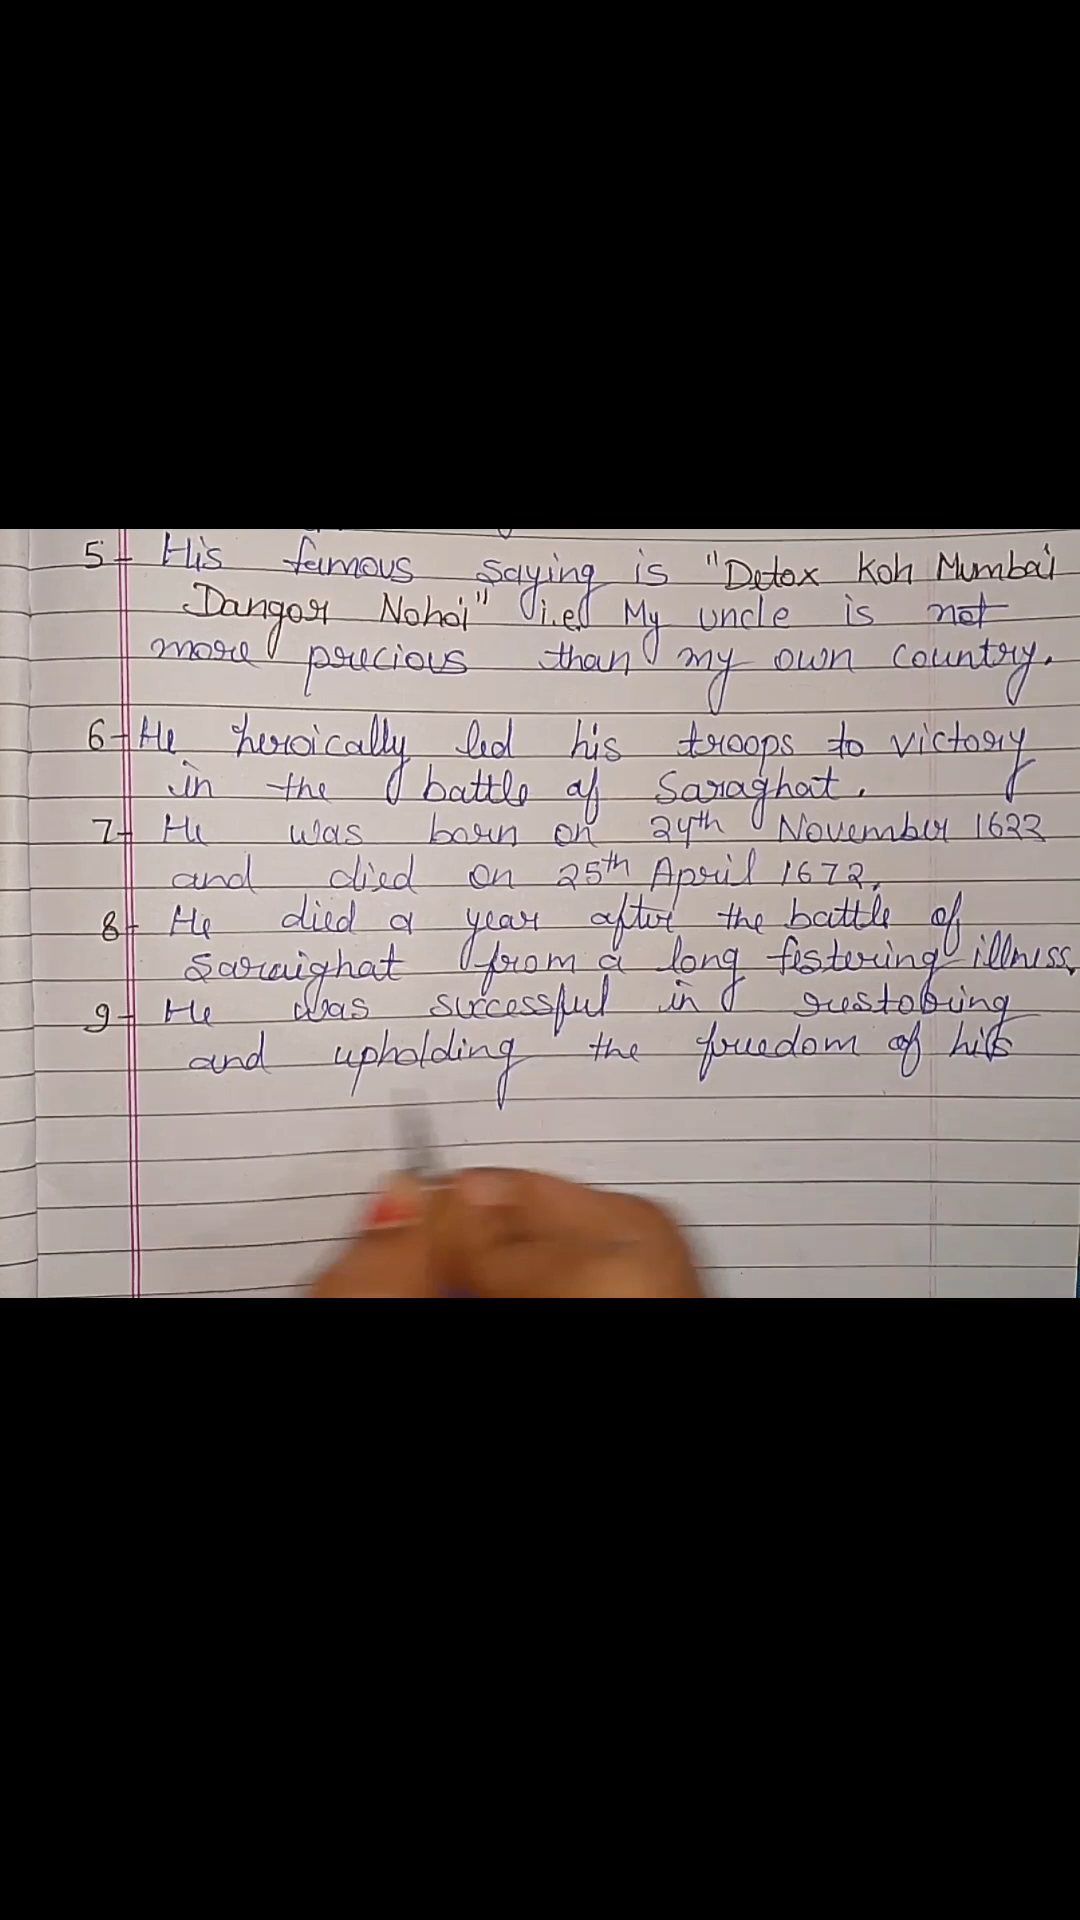 5- His famous saying is "Detox Koh Mumbai
Dangor Nohoi" i.e. My uncle is not
more precious than my own country.
6- He heroically led his troops to victory
in the battle of Saraghat.
7- He was born on 24th November 1622
and died on 25th April 1672.
8- He died a year after the battle of
Saraighat from a long festering illness.
9- He was successful in restobing
and upholding the freedom of his